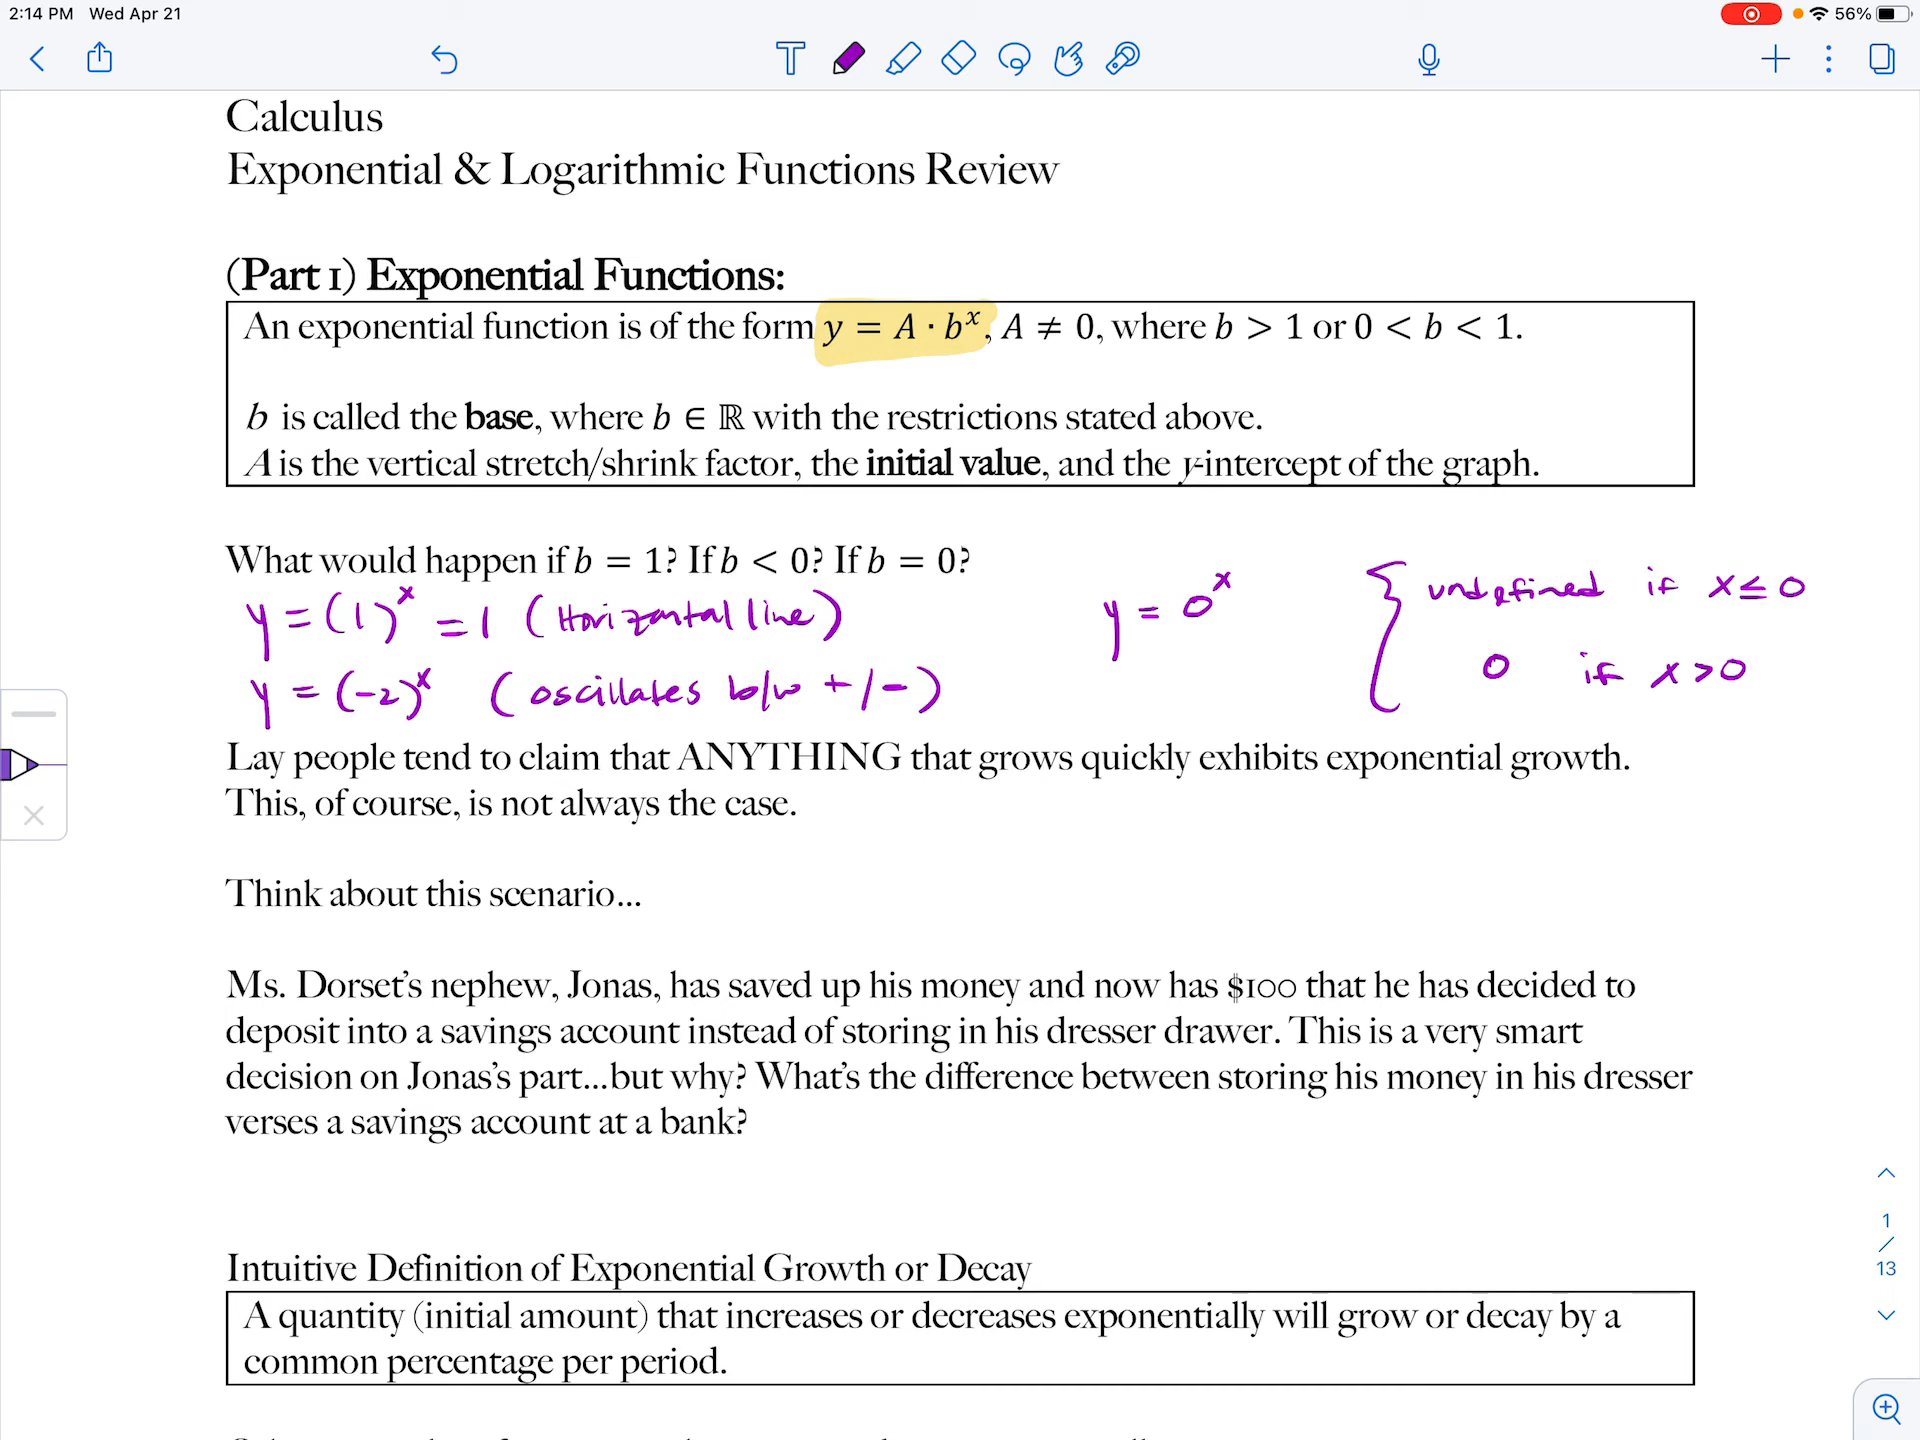 2:14 PM Wed Apr 21 56%
Calculus
Exponential & Logarithmic Functions Review
(Part 1) Exponential Functions:
An exponential function is of the form y = A · bˣ, A ≠ 0, where b > 1 or 0 < b < 1.
b is called the base, where b ∈ ℝ with the restrictions stated above.
A is the vertical stretch/shrink factor, the initial value, and the y-intercept of the graph.
What would happen if b = 1? If b < 0? If b = 0?
y = (1)ˣ = 1 (Horizontal line)
y = (-2)ˣ (oscillates b/w + / -)
y = 0ˣ { undefined if x ≤ 0
0 if x > 0
Lay people tend to claim that ANYTHING that grows quickly exhibits exponential growth.
This, of course, is not always the case.
Think about this scenario...
Ms. Dorset's nephew, Jonas, has saved up his money and now has $100 that he has decided to
deposit into a savings account instead of storing in his dresser drawer. This is a very smart
decision on Jonas's part...but why? What's the difference between storing his money in his dresser
verses a savings account at a bank?
Intuitive Definition of Exponential Growth or Decay
A quantity (initial amount) that increases or decreases exponentially will grow or decay by a
common percentage per period.
1
/
13